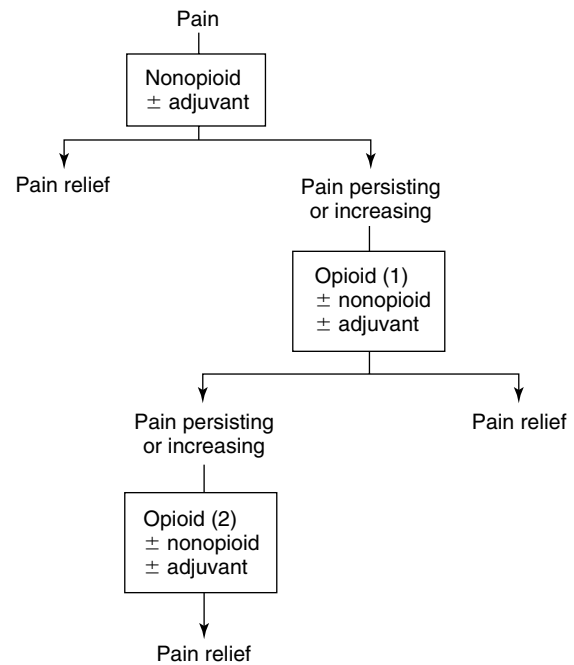 Pain
Nonopioid
± adjuvant
Pain relief
Pain persisting
or increasing
Opioid (1)
± nonopioid
± adjuvant
Pain persisting
or increasing
Pain relief
Opioid (2)
± nonopioid
± adjuvant
Pain relief